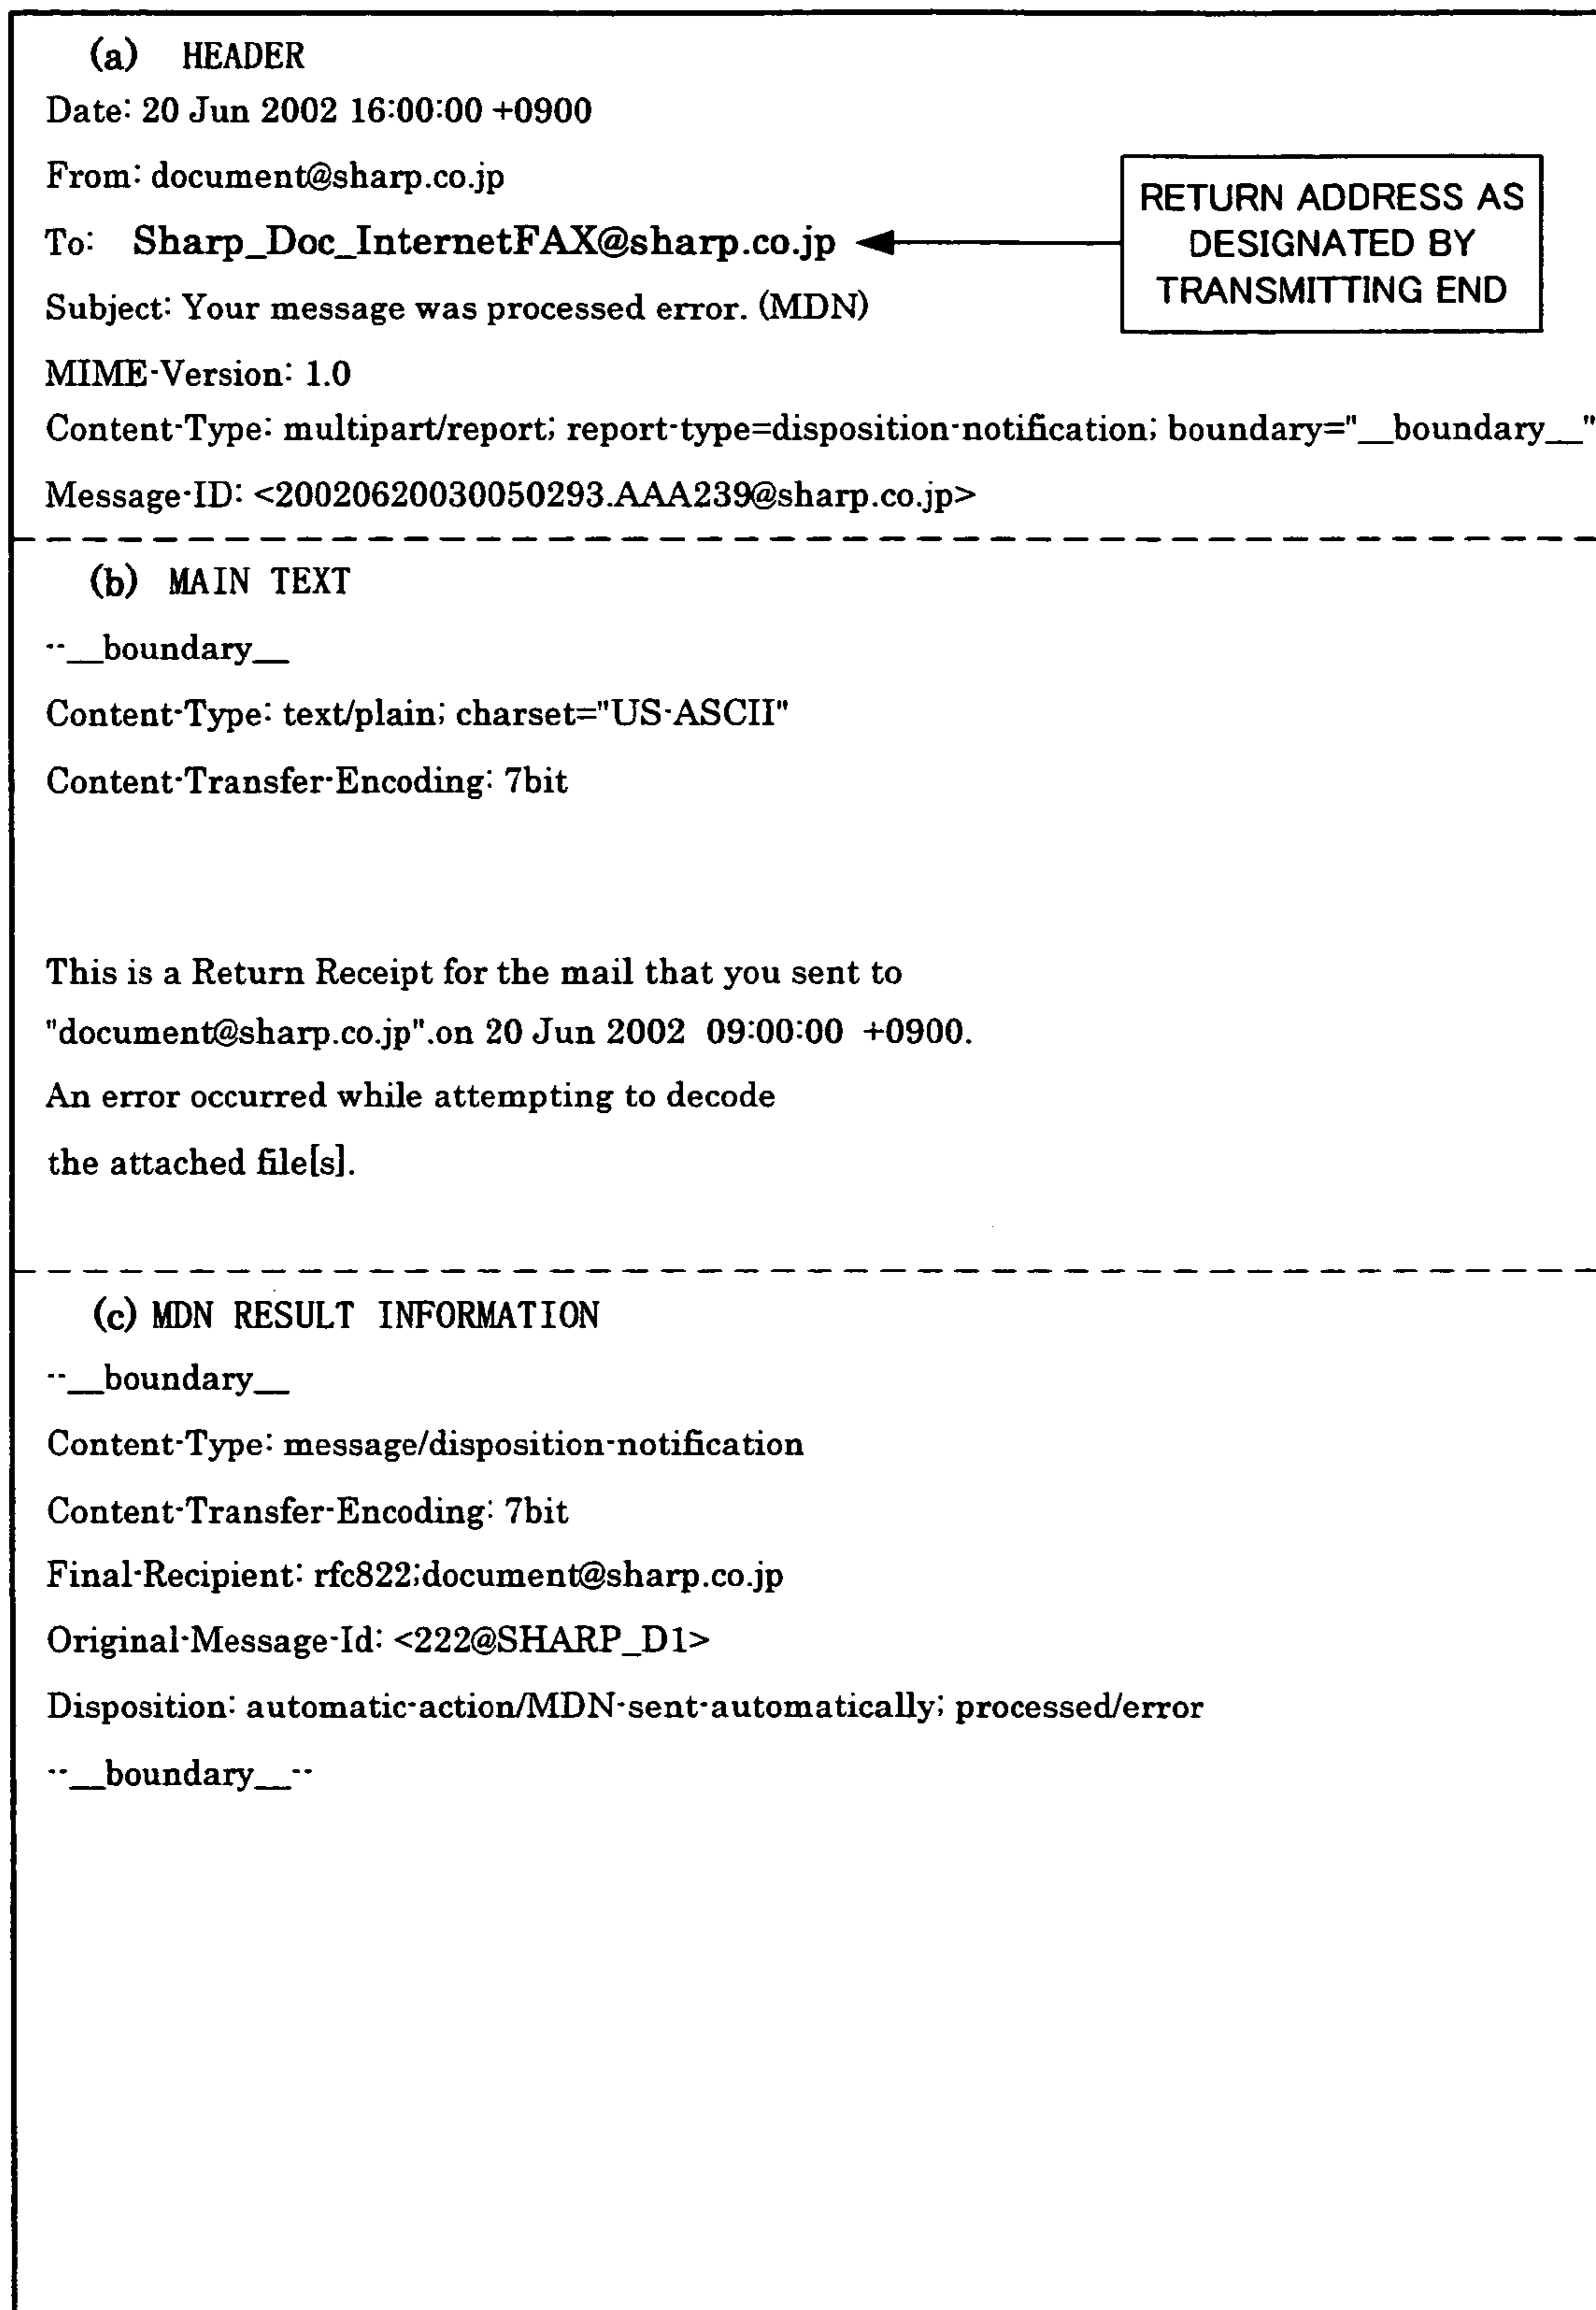 (a) HEADER
Date: 20 Jun 2002 16:00:00 +0900
From: document@sharp.co.jp
To: Sharp_Doc_InternetFAX@sharp.co.jp
RETURN ADDRESS AS
DESIGNATED BY
TRANSMITTING END
Subject: Your message was processed error. (MDN)
MIME-Version: 1.0
Content-Type: multipart/report; report-type=disposition-notification; boundary="__boundary__"
Message-ID: <20020620030050293.AAA239@sharp.co.jp>
(b) MAIN TEXT
--__boundary__
Content-Type: text/plain; charset="US-ASCII"
Content-Transfer-Encoding: 7bit
This is a Return Receipt for the mail that you sent to
"document@sharp.co.jp".on 20 Jun 2002 09:00:00 +0900.
An error occurred while attempting to decode
the attached file[s].
(c) MDN RESULT INFORMATION
--__boundary__
Content-Type: message/disposition-notification
Content-Transfer-Encoding: 7bit
Final-Recipient: rfc822;document@sharp.co.jp
Original-Message-Id: <222@SHARP_D1>
Disposition: automatic-action/MDN-sent-automatically; processed/error
--__boundary__--